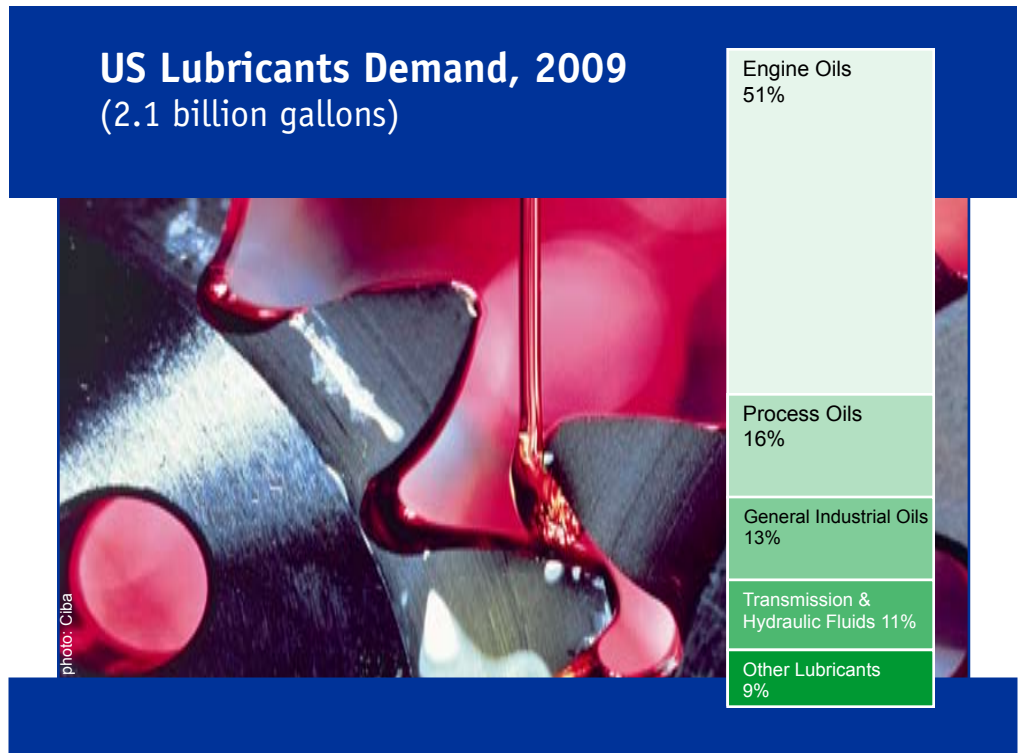 US Lubricants Demand, 2009
(2.1 billion gallons)
Engine Oils
51%
Process Oils
16%
General Industrial Oils
13%
Transmission &
Hydraulic Fluids 11%
Other Lubricants
9%
photo: Ciba